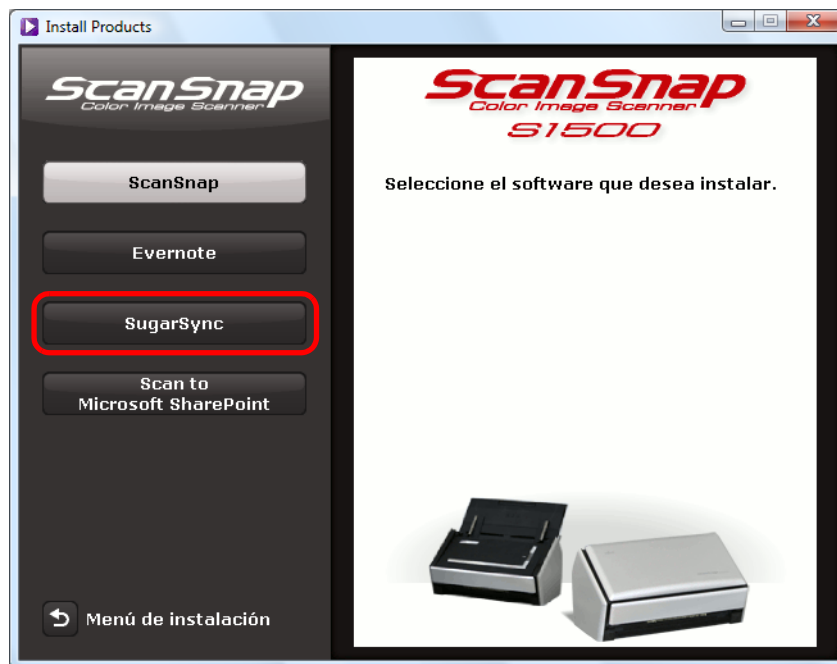 Install Products
ScanSnap
Color Image Scanner
ScanSnap
Evernote
SugarSync
Scan to
Microsoft SharePoint
Menú de instalación
ScanSnap
Color Image Scanner
S1500
Seleccione el software que desea instalar.